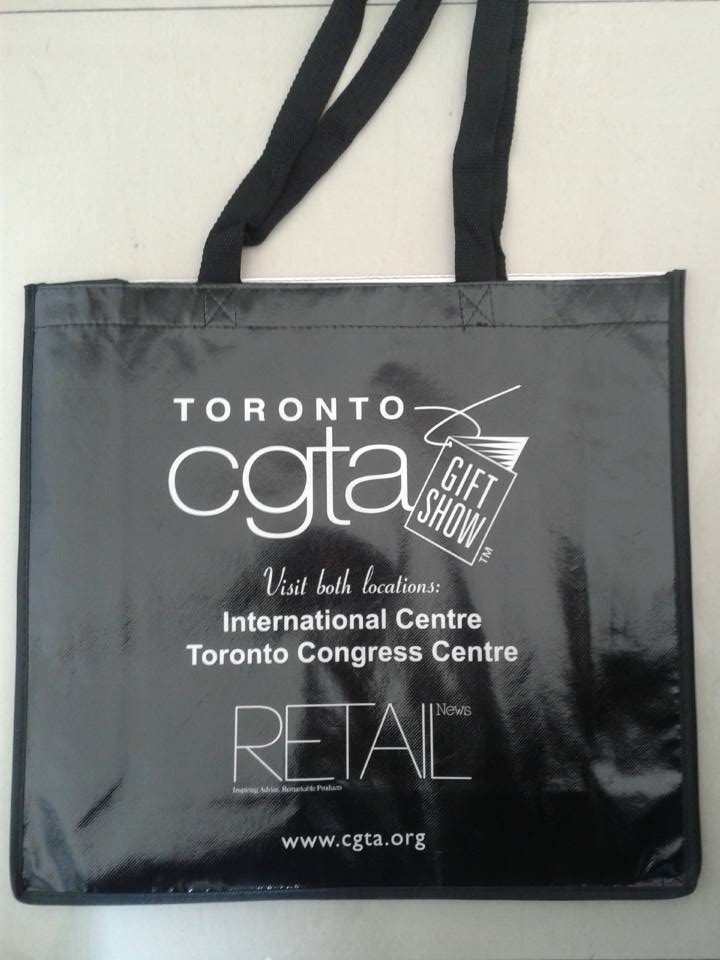 TORONTO
cgta
GIFT
SHOW
TM
Visit both locations:
International Centre
Toronto Congress Centre
RETAIL News
Inspiring Advice. Remarkable Products
www.cgta.org